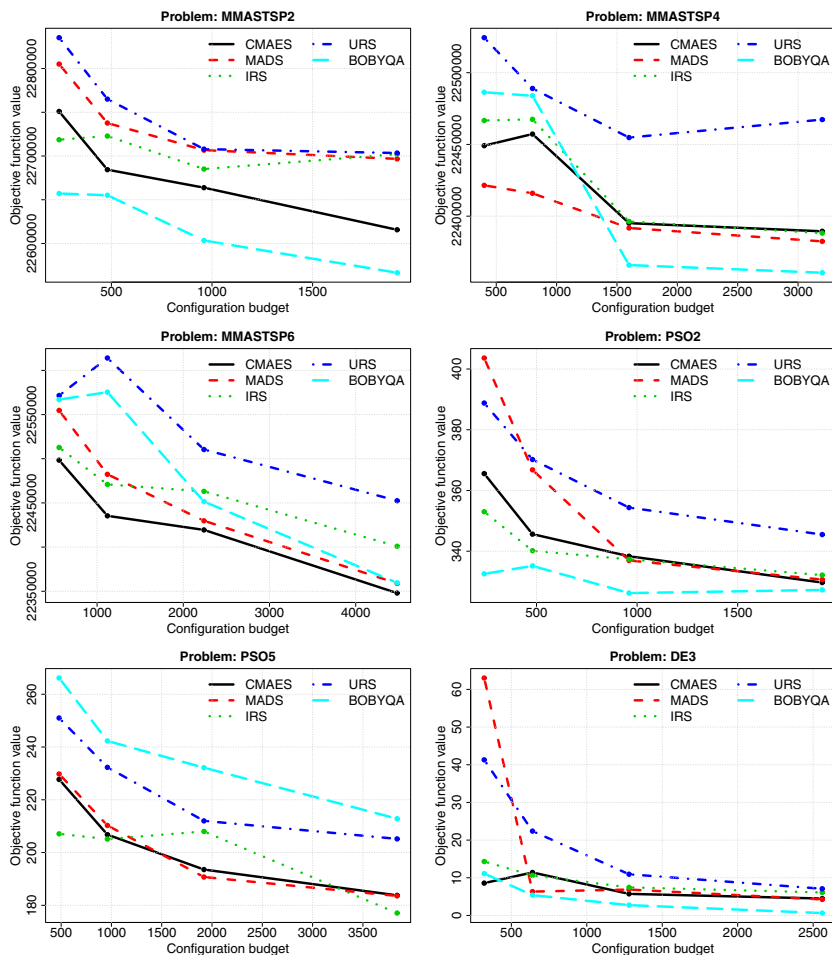 Problem: MMASTSP2
CMAES
MADS
IRS
URS
BOBYQA
Objective function value
22800000
22700000
22600000
500 1000 1500
Configuration budget
Problem: MMASTSP4
CMAES
MADS
IRS
URS
BOBYQA
Objective function value
22500000
22450000
22400000
500 1000 1500 2000 2500 3000
Configuration budget
Problem: MMASTSP6
CMAES
MADS
IRS
URS
BOBYQA
Objective function value
22550000
22450000
22350000
1000 2000 3000 4000
Configuration budget
Problem: PSO2
CMAES
MADS
IRS
URS
BOBYQA
Objective function value
400
380
360
340
500 1000 1500
Configuration budget
Problem: PSO5
CMAES
MADS
IRS
URS
BOBYQA
Objective function value
260
240
220
200
180
500 1000 1500 2000 2500 3000 3500
Configuration budget
Problem: DE3
CMAES
MADS
IRS
URS
BOBYQA
Objective function value
60
50
40
30
20
10
0
500 1000 1500 2000 2500
Configuration budget